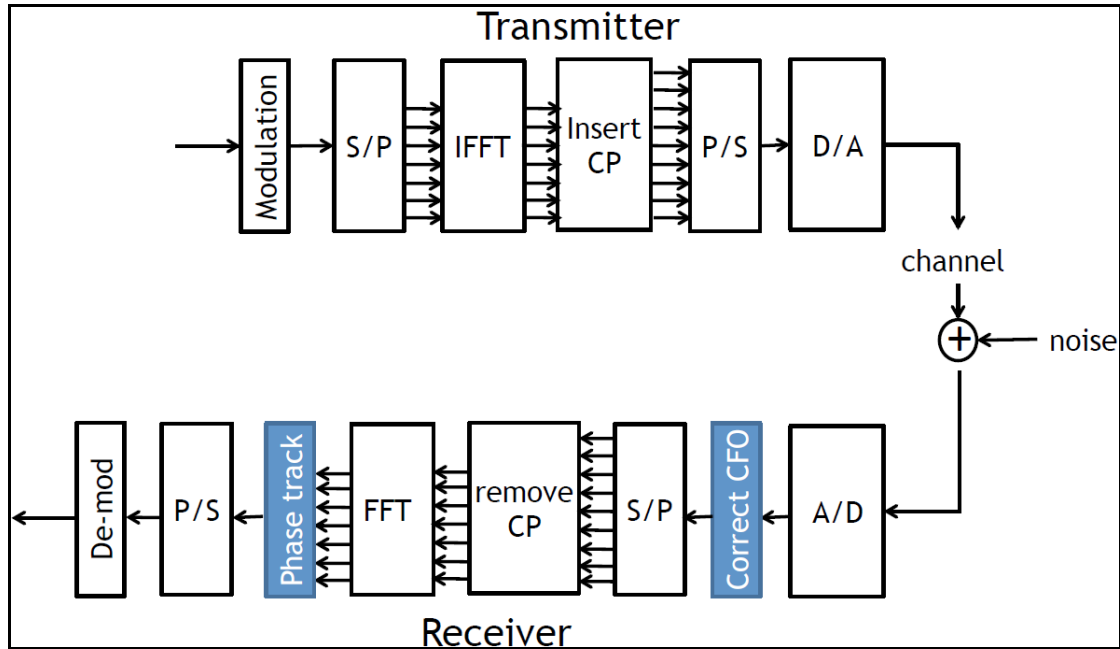 Transmitter
Modulation
S/P
IFFT
Insert
CP
P/S
D/A
channel
+
noise
A/D
Correct CFO
S/P
remove
CP
FFT
Phase track
P/S
De-mod
Receiver